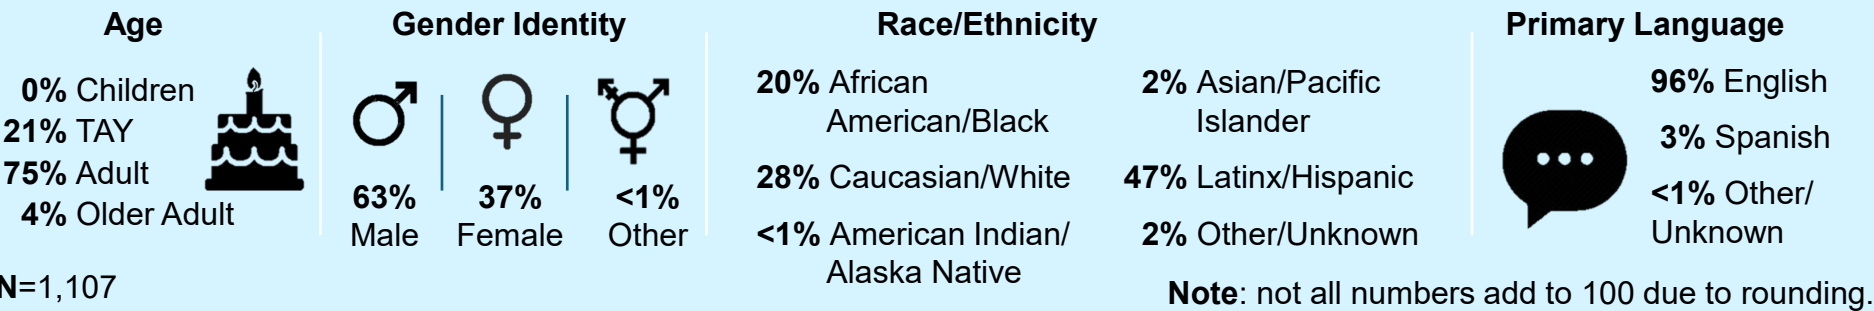 Age
0% Children
21% TAY
75% Adult
4% Older Adult
N=1,107
Gender Identity
63%
Male
37%
Female
<1%
Other
Race/Ethnicity
20% African
American/Black
28% Caucasian/White
<1% American Indian/
Alaska Native
2% Asian/Pacific
Islander
47% Latinx/Hispanic
2% Other/Unknown
Primary Language
96% English
3% Spanish
<1% Other/
Unknown
Note: not all numbers add to 100 due to rounding.